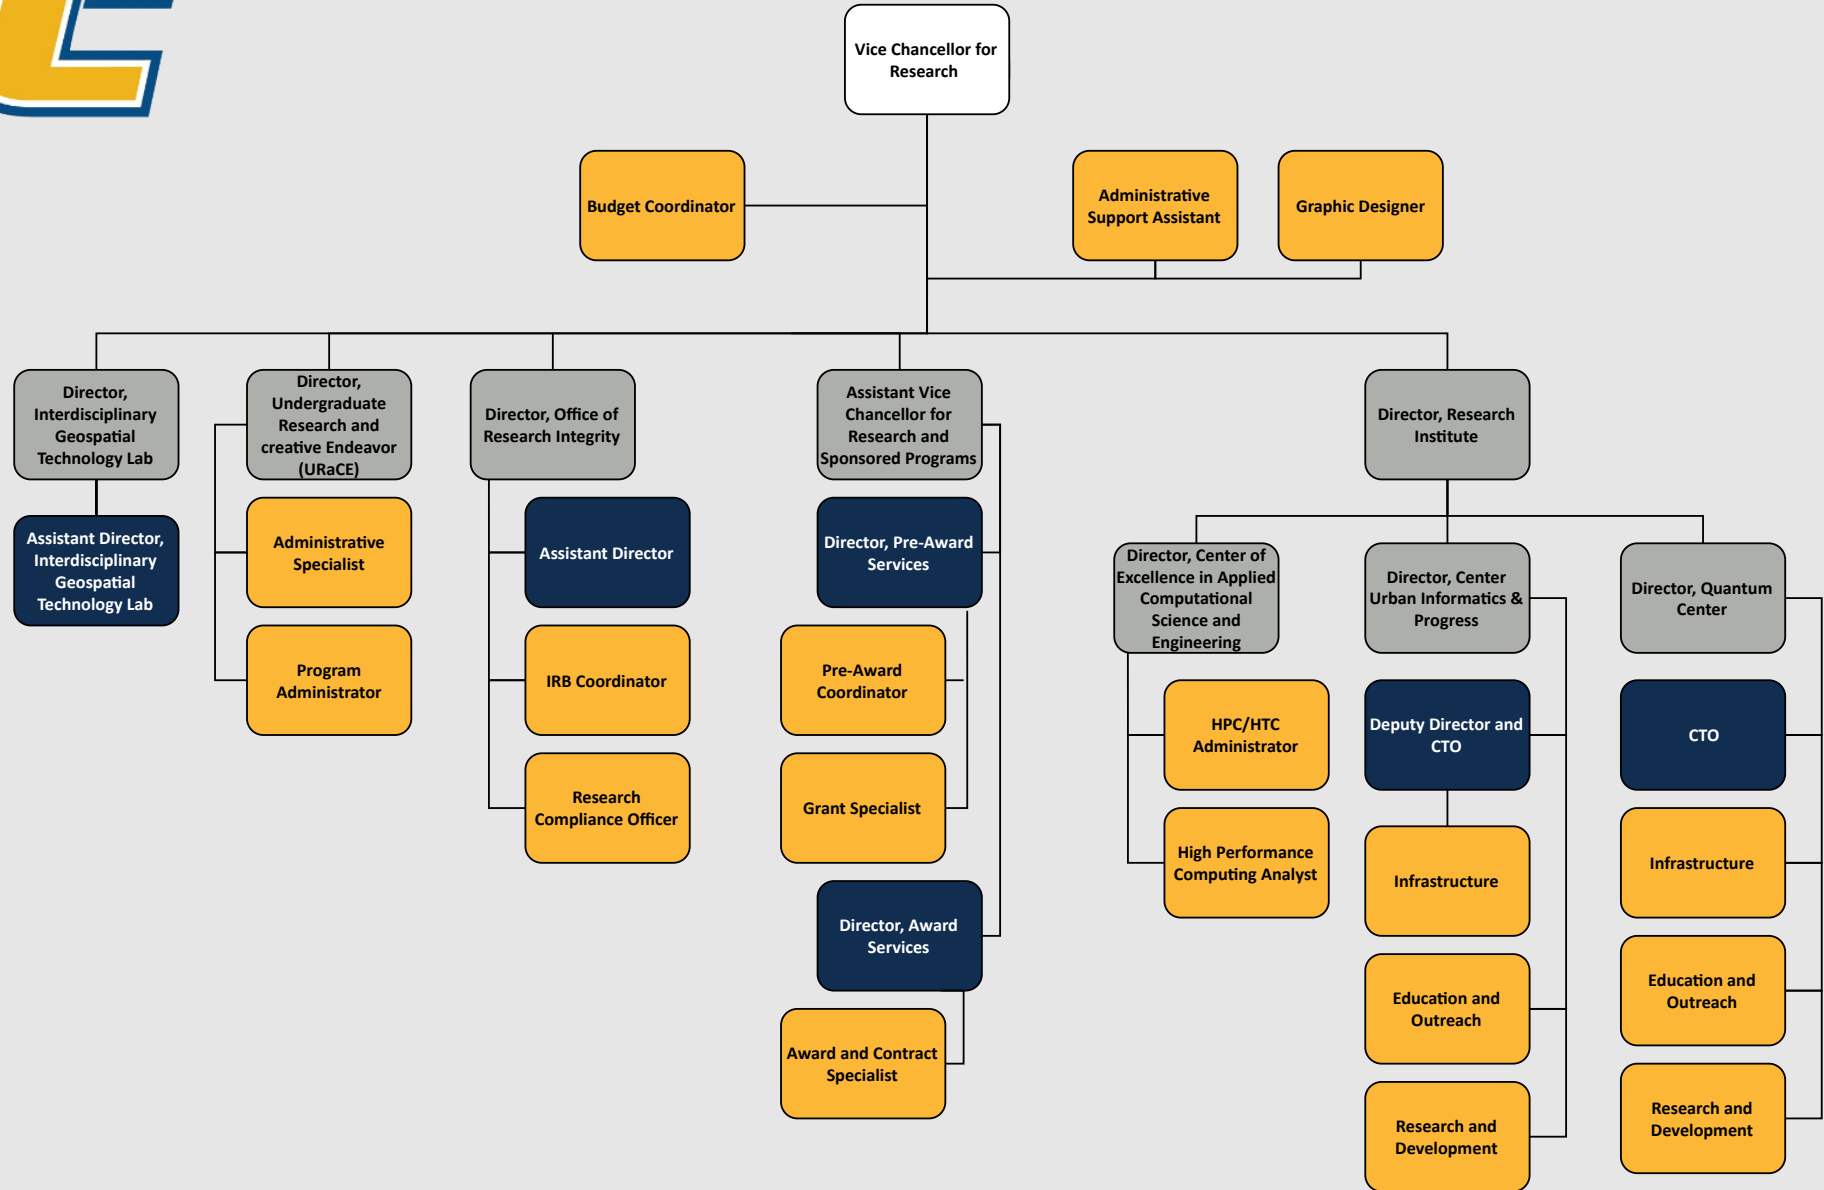 Vice Chancellor for
Research
Budget Coordinator
Administrative
Support Assistant
Graphic Designer
Director,
Interdisciplinary
Geospatial
Technology Lab
Assistant Director,
Interdisciplinary
Geospatial
Technology Lab
Director,
Undergraduate
Research and
creative Endeavor
(URaCE)
Administrative
Specialist
Program
Administrator
Director, Office of
Research Integrity
Assistant Director
IRB Coordinator
Research
Compliance Officer
Assistant Vice
Chancellor for
Research and
Sponsored Programs
Director, Pre-Award
Services
Pre-Award
Coordinator
Grant Specialist
Director, Award
Services
Award and Contract
Specialist
Director, Research
Institute
Director, Center of
Excellence in Applied
Computational
Science and
Engineering
HPC/HTC
Administrator
High Performance
Computing Analyst
Director, Center
Urban Informatics &
Progress
Deputy Director and
CTO
Infrastructure
Education and
Outreach
Research and
Development
Director, Quantum
Center
CTO
Infrastructure
Education and
Outreach
Research and
Development